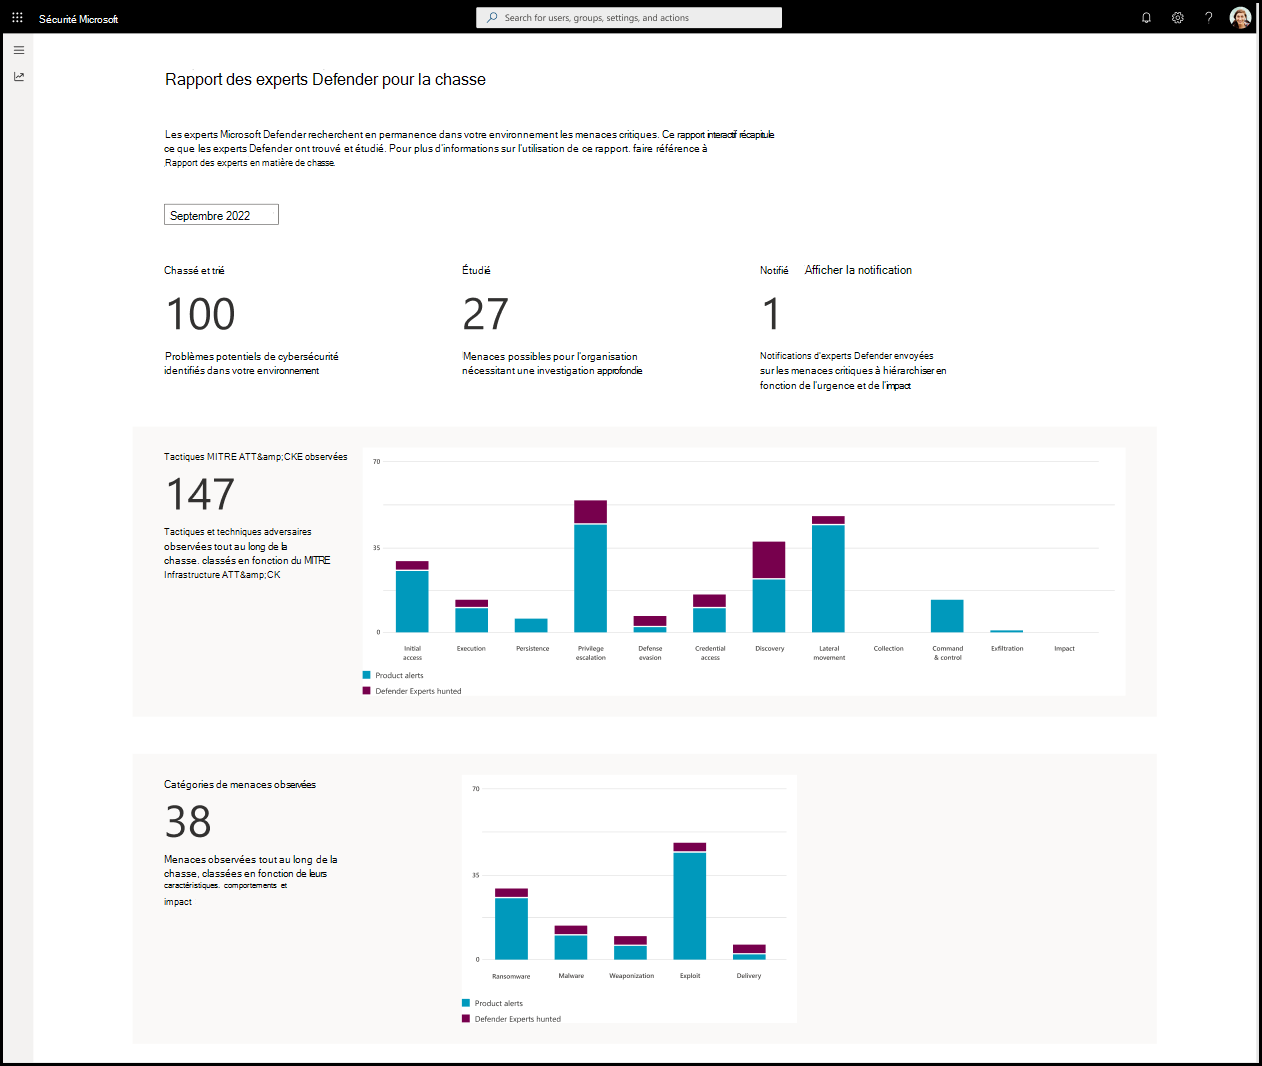 Sécurité Microsoft
Search for users, groups, settings, and actions
Rapport des experts Defender pour la chasse
Les experts Microsoft Defender recherchent en permanence dans votre environnement les menaces critiques. Ce rapport interactif récapitule
ce que les experts Defender ont trouvé et étudié. Pour plus d'informations sur l'utilisation de ce rapport. faire référence à
Rapport des experts en matière de chasse.
Septembre 2022
Chassé et trié
100
Problèmes potentiels de cybersécurité
identifiés dans votre environnement
Étudié
27
Menaces possibles pour l'organisation
nécessitant une investigation approfondie
Notifié Afficher la notification
1
Notifications d'experts Defender envoyées
sur les menaces critiques à hiérarchiser en
fonction de l'urgence et de l'impact
Tactiques MITRE ATT&amp;CKE observées
147
Tactiques et techniques adversaires
observées tout au long de la
chasse. classés en fonction du MITRE
Infrastructure ATT&amp;CK
70
35
0
Initial access
Execution
Persistence
Privilege escalation
Defense evasion
Credential access
Discovery
Lateral movement
Collection
Command & control
Exfiltration
Impact
Product alerts
Defender Experts hunted
Catégories de menaces observées
38
Menaces observées tout au long de la
chasse, classées en fonction de leurs
caractéristiques. comportements et
impact
70
35
0
Ransomware
Malware
Weaponization
Exploit
Delivery
Product alerts
Defender Experts hunted